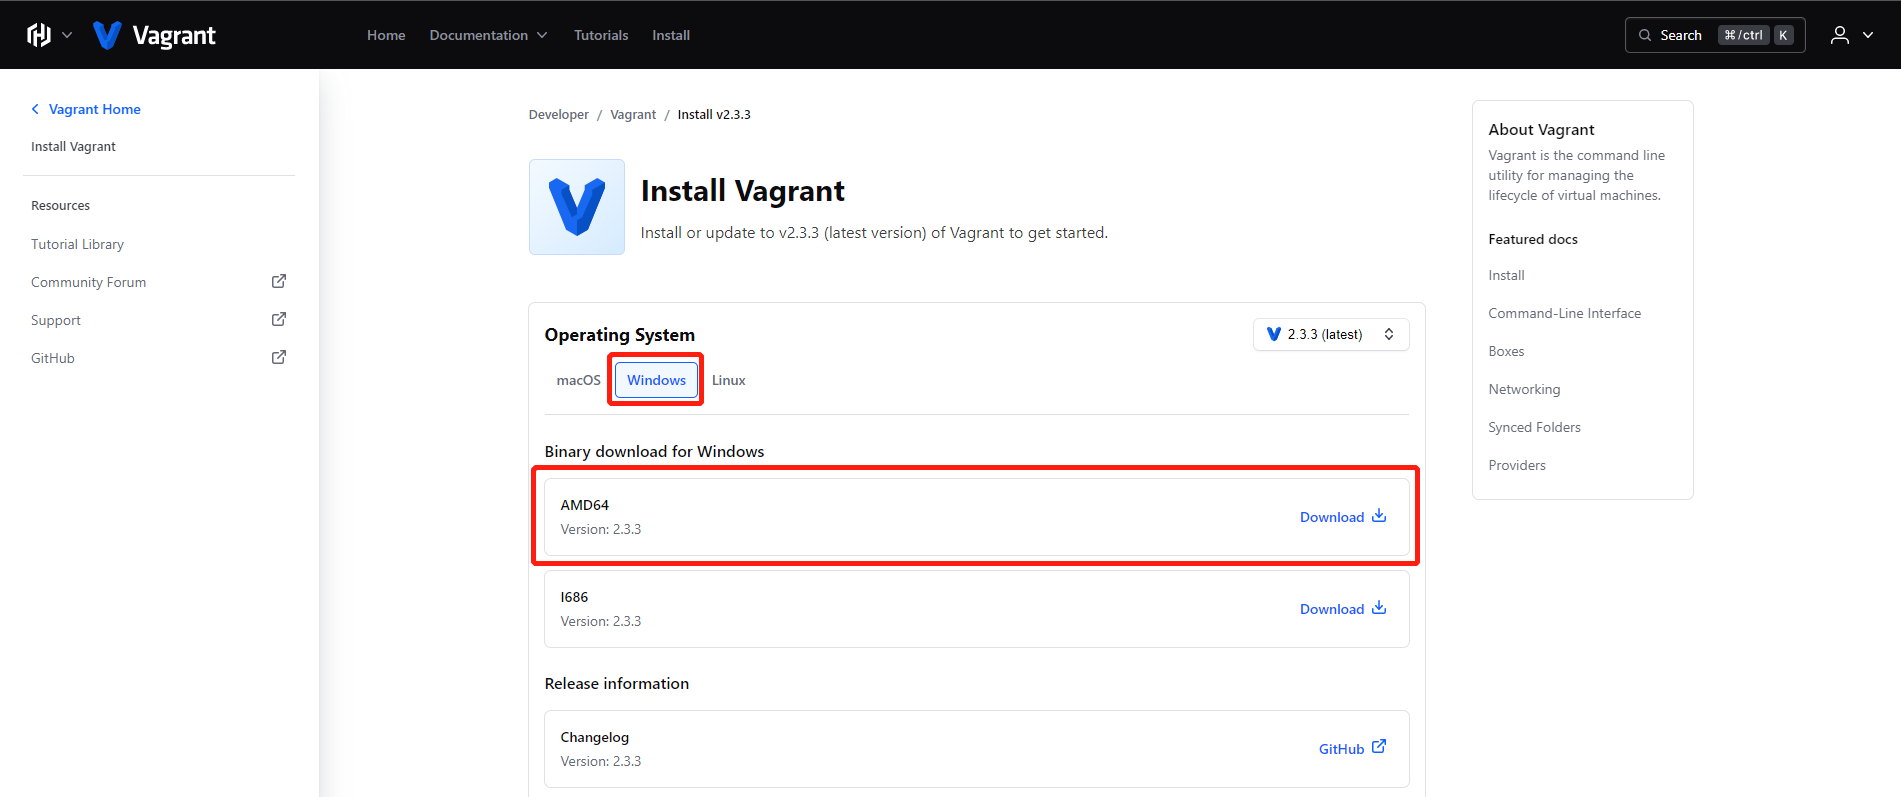 Vagrant
Home
Documentation
Tutorials
Install
Search
⌘/ctrl
K
Vagrant Home
Install Vagrant
Resources
Tutorial Library
Community Forum
Support
GitHub
Developer / Vagrant / Install v2.3.3
Install Vagrant
Install or update to v2.3.3 (latest version) of Vagrant to get started.
Operating System
2.3.3 (latest)
macOS
Windows
Linux
Binary download for Windows
AMD64
Version: 2.3.3
Download
I686
Version: 2.3.3
Download
Release information
Changelog
Version: 2.3.3
GitHub
About Vagrant
Vagrant is the command line
utility for managing the
lifecycle of virtual machines.
Featured docs
Install
Command-Line Interface
Boxes
Networking
Synced Folders
Providers